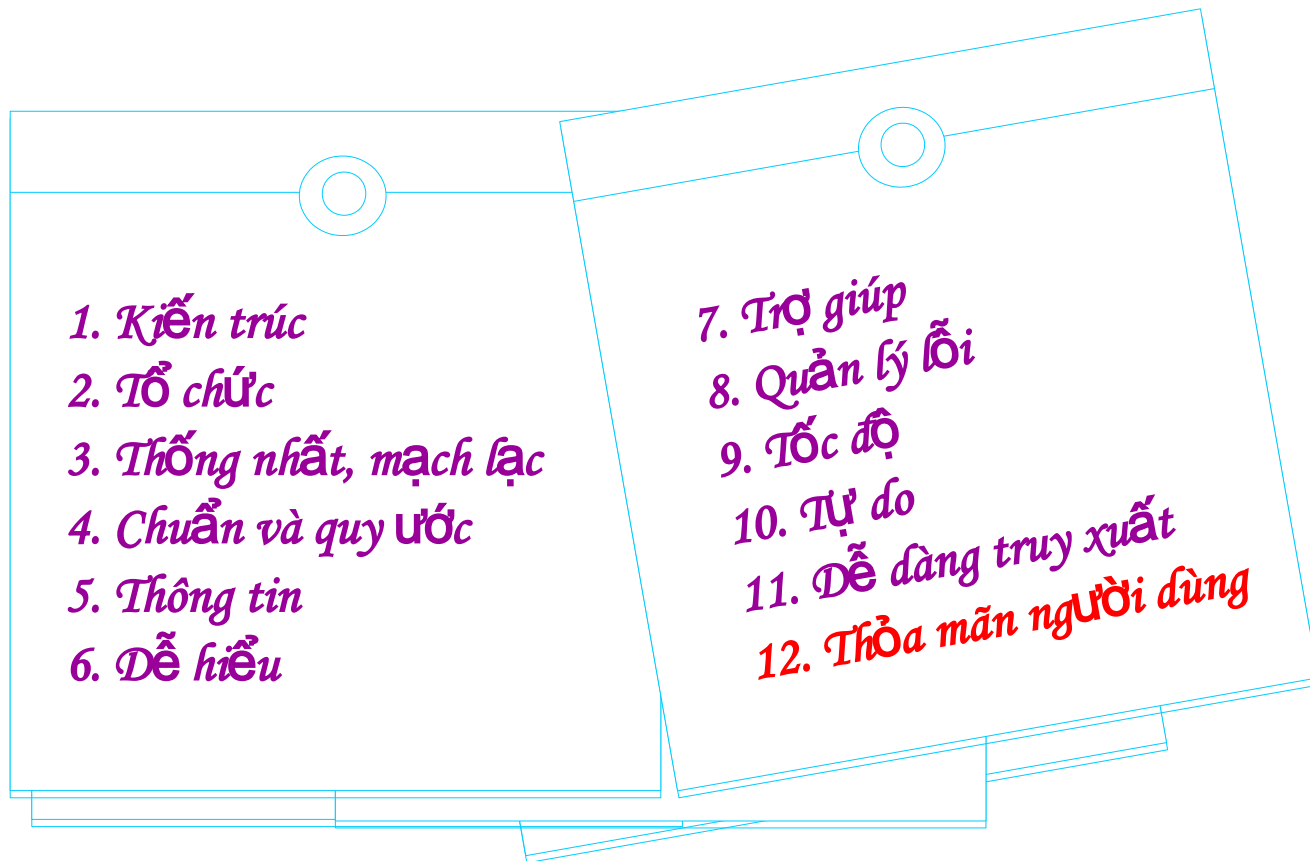 1. Kiến trúc
2. Tổ chức
3. Thống nhất, mạch lạc
4. Chuẩn và quy ước
5. Thông tin
6. Dễ hiểu
7. Trợ giúp
8. Quản lý lỗi
9. Tốc độ
10. Tự do
11. Dễ dàng truy xuất
12. Thỏa mãn người dùng